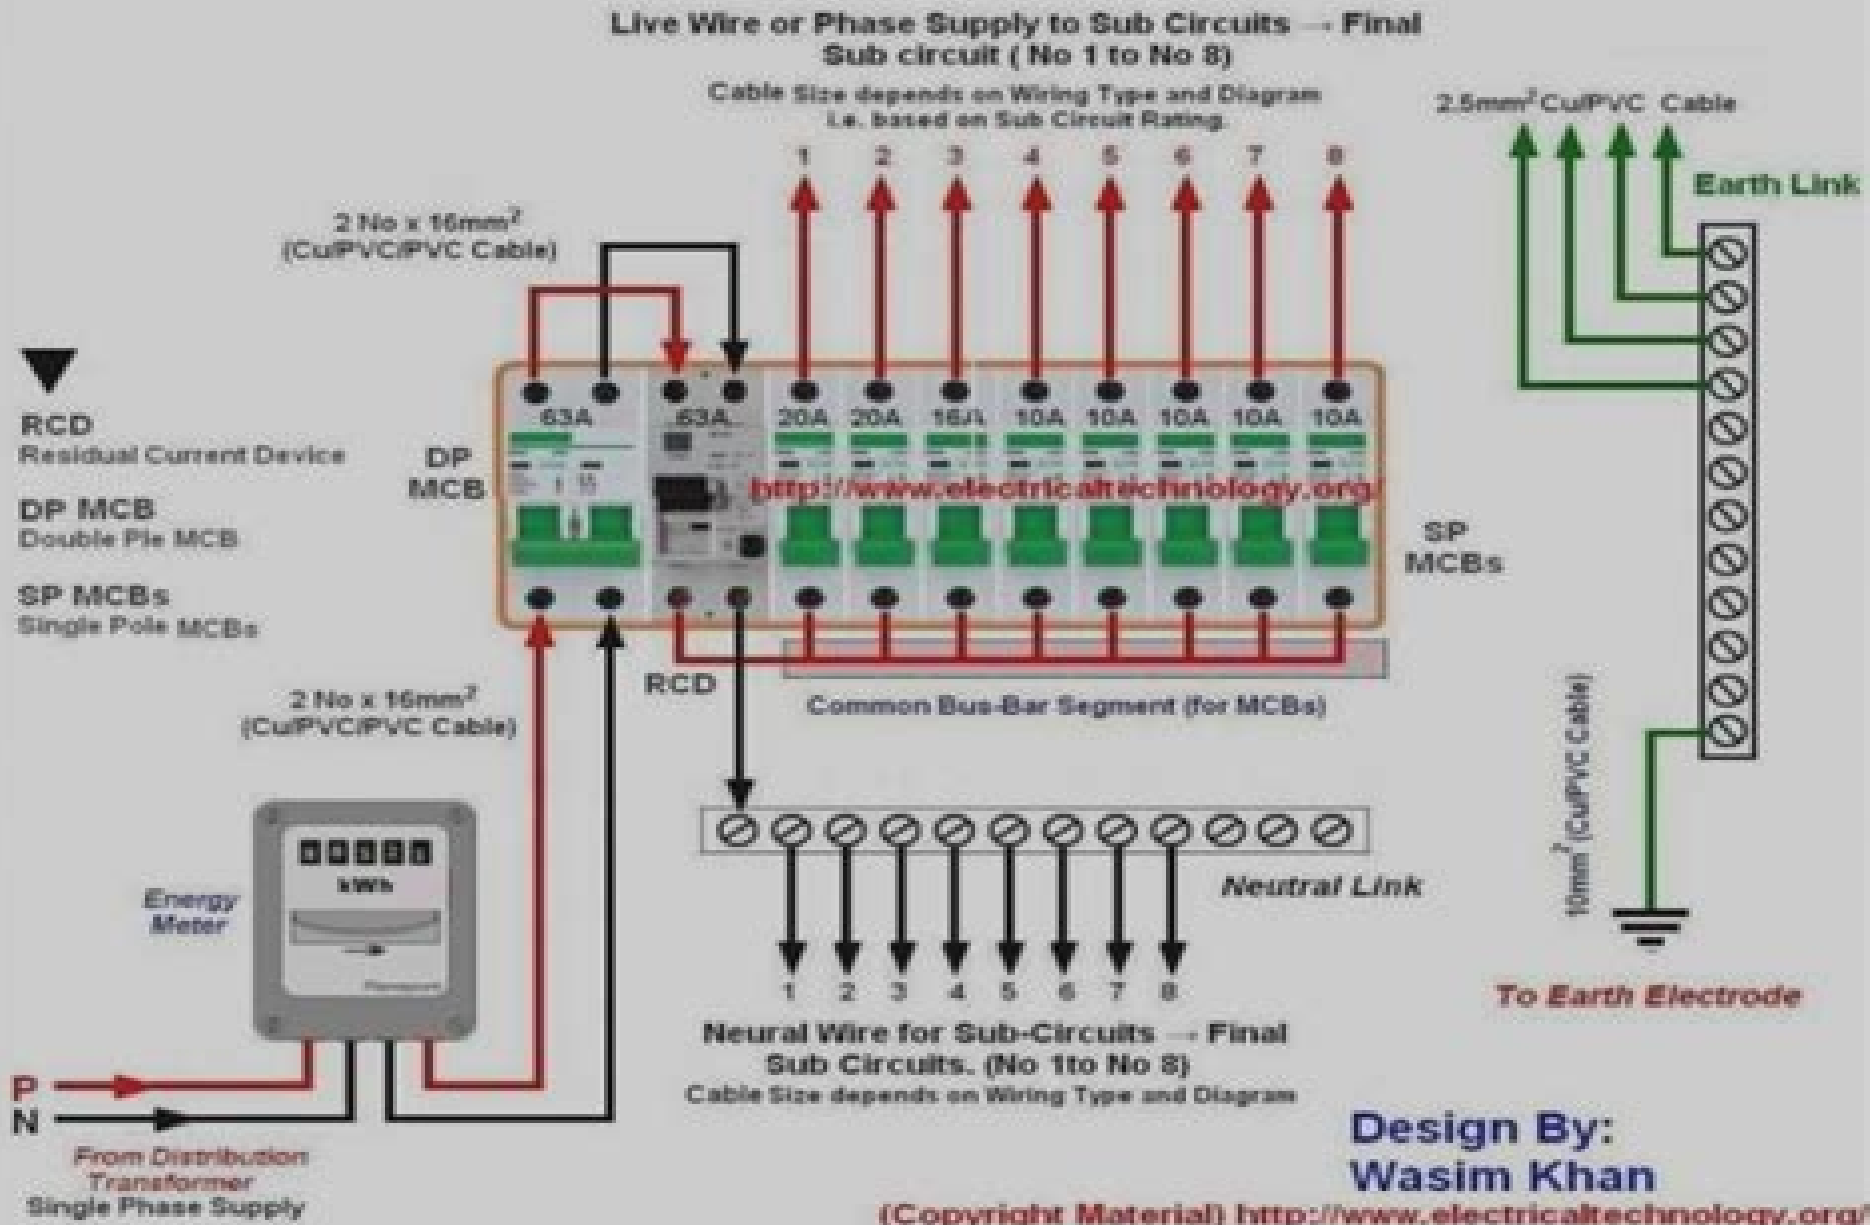 Live Wire or Phase Supply to Sub Circuits → Final
Sub circuit ( No 1 to No 8)
Cable Size depends on Wiring Type and Diagram
i.e. based on Sub Circuit Rating.
1 2 3 4 5 6 7 8
2.5mm² Cu/PVC Cable
Earth Link
2 No x 16mm²
(Cu/PVC/PVC Cable)
RCD
Residual Current Device
DP MCB
Double Ple MCB
SP MCBs
Single Pole MCBs
DP
MCB
63A 63A 20A 20A 16A 10A 10A 10A 10A 10A
http://www.electricaltechnology.org/
SP
MCBs
RCD
Common Bus-Bar Segment (for MCBs)
2 No x 16mm²
(Cu/PVC/PVC Cable)
10mm² (Cu/PVC Cable)
kWh
Energy
Meter
Neutral Link
1 2 3 4 5 6 7 8
To Earth Electrode
Neural Wire for Sub-Circuits → Final
Sub Circuits. (No 1to No 8)
Cable Size depends on Wiring Type and Diagram
P
N
From Distribution
Transformer
Single Phase Supply
Design By:
Wasim Khan
(Copyright Material) http://www.electricaltechnology.org/